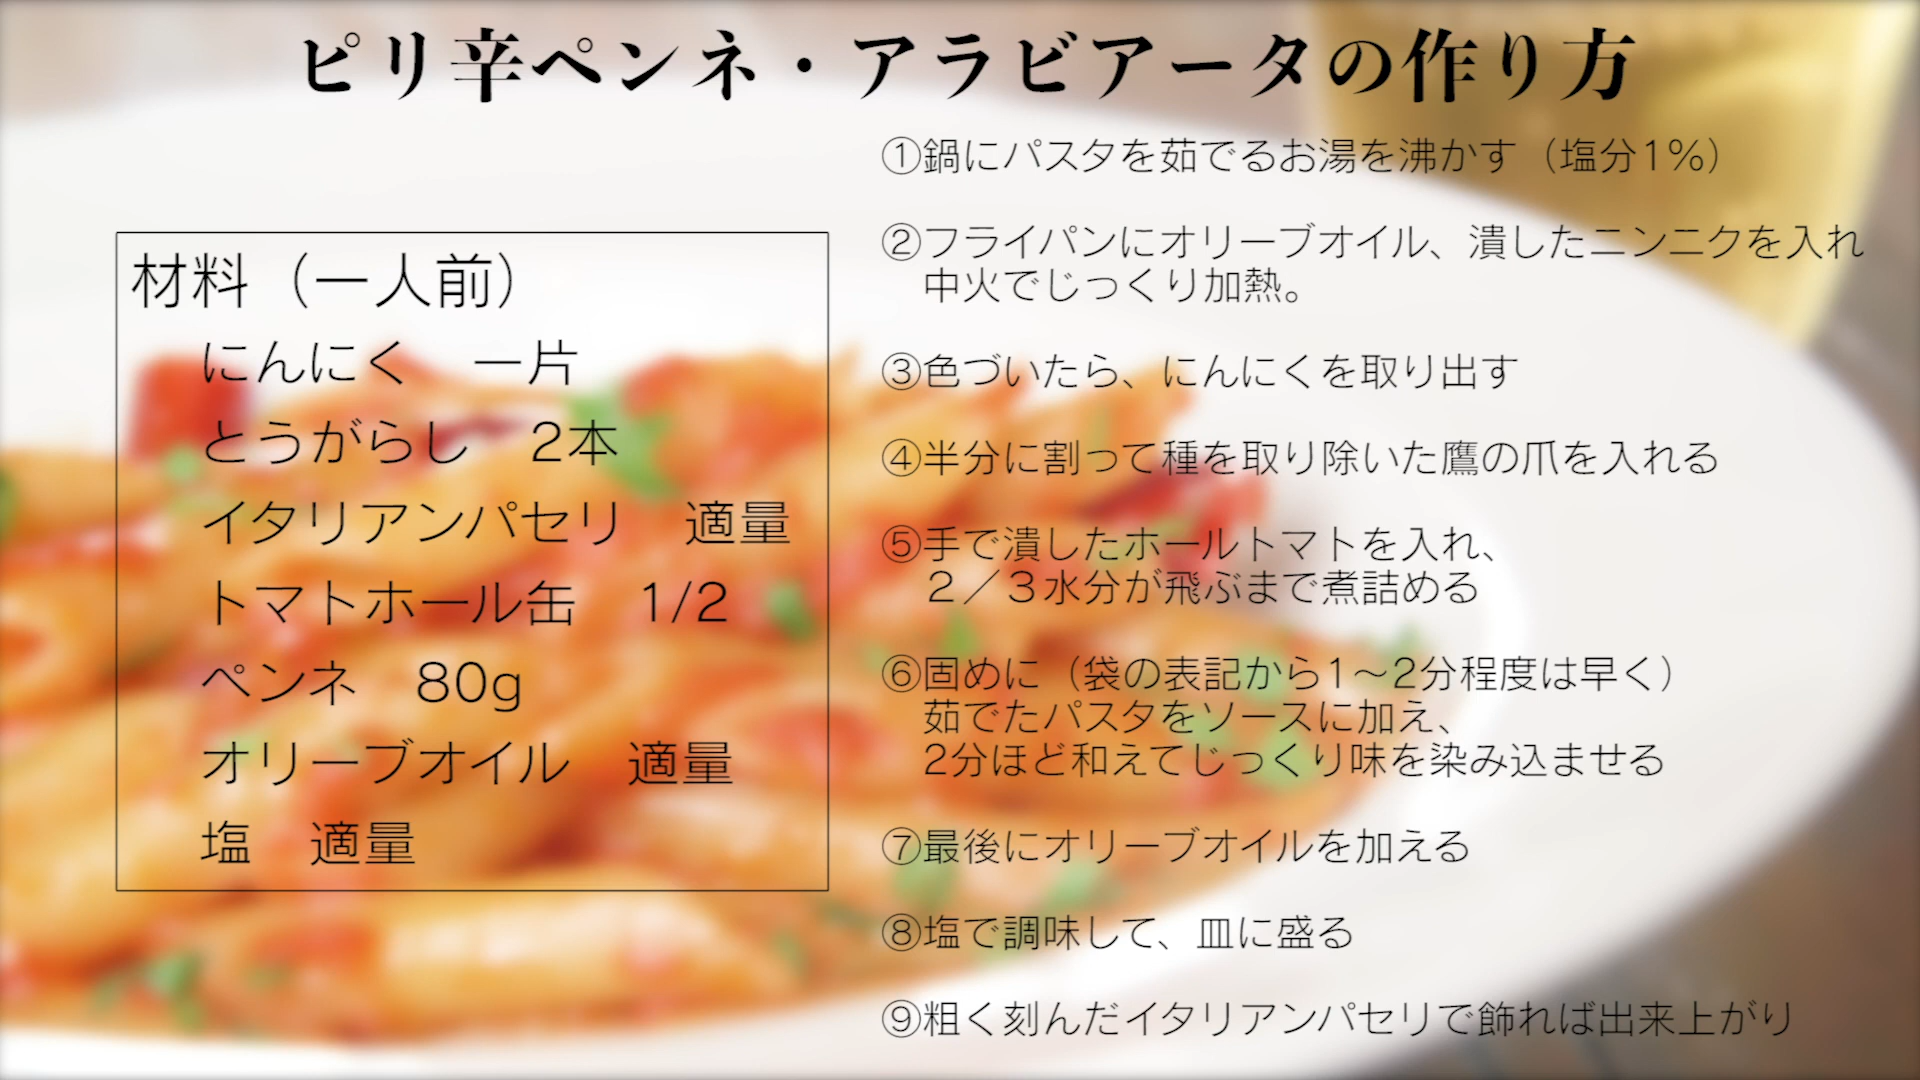 ピリ辛ペンネ・アラビアータの作り方
材料（一人前）
にんにく　一片
とうがらし　2本
イタリアンパセリ　適量
トマトホール缶　1/2
ペンネ　80g
オリーブオイル　適量
塩　適量
①鍋にパスタを茹でるお湯を沸かす（塩分1%）
②フライパンにオリーブオイル、潰したニンニクを入れ
中火でじっくり加熱。
③色づいたら、にんにくを取り出す
④半分に割って種を取り除いた鷹の爪を入れる
⑤手で潰したホールトマトを入れ、
２／３水分が飛ぶまで煮詰める
⑥固めに（袋の表記から1〜2分程度は早く）
茹でたパスタをソースに加え、
2分ほど和えてじっくり味を染み込ませる
⑦最後にオリーブオイルを加える
⑧塩で調味して、皿に盛る
⑨粗く刻んだイタリアンパセリで飾れば出来上がり